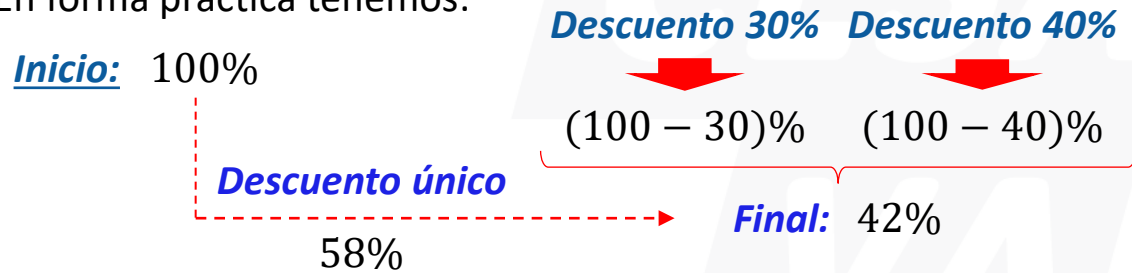 En forma práctica tenemos:
Descuento 30% Descuento 40%
Inicio: 100%
(100 − 30)% (100 − 40)%
Descuento único
Final: 42%
58%